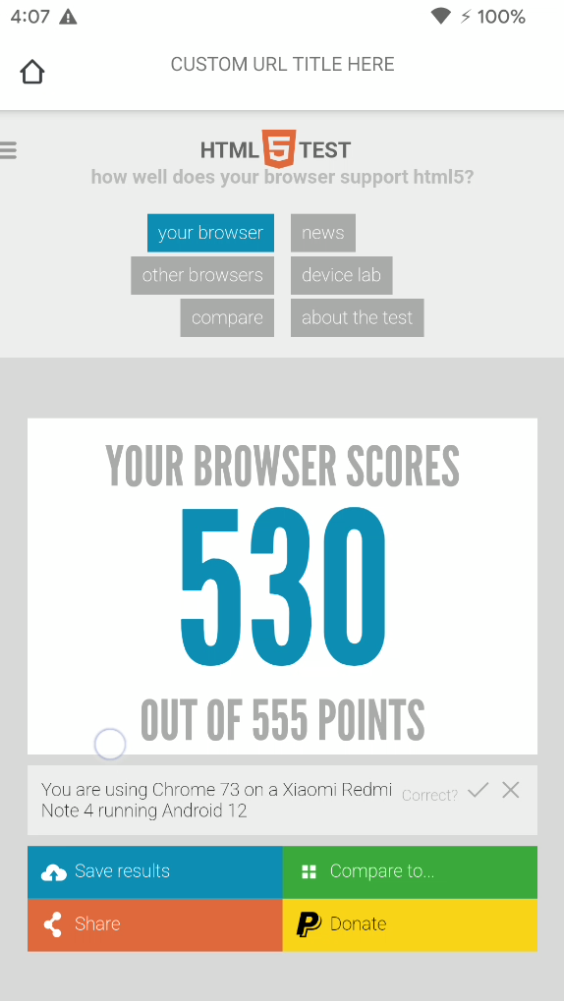 4:07 100%
CUSTOM URL TITLE HERE
HTML 5 TEST
how well does your browser support html5?
your browser news
other browsers device lab
compare about the test
YOUR BROWSER SCORES
530
OUT OF 555 POINTS
You are using Chrome 73 on a Xiaomi Redmi
Note 4 running Android 12
Correct?
Save results Compare to...
Share Donate